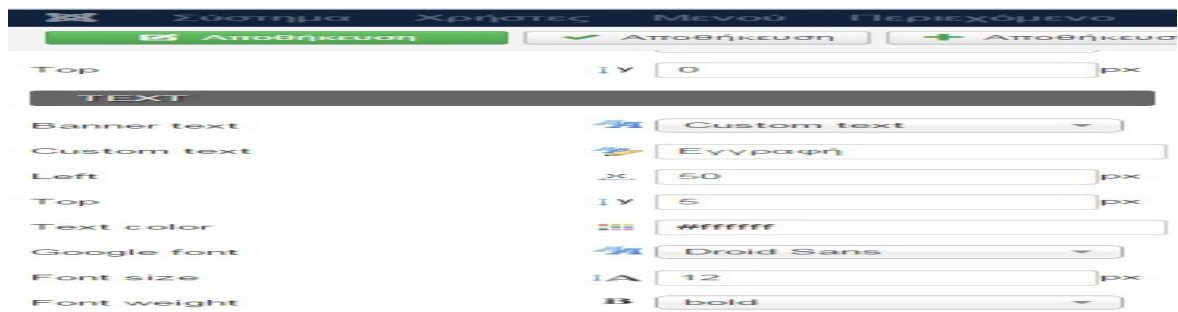 Σύστημα Χρήστες Μενού Περιεχόμενο
Αποθήκευση Αποθήκευση
Top 0 px
TEXT
Banner text Custom text
Custom text Εγγραφή
Left 50 px
Top 5 px
Text color #ffffff
Google font Droid Sans
Font size 12 px
Font weight bold